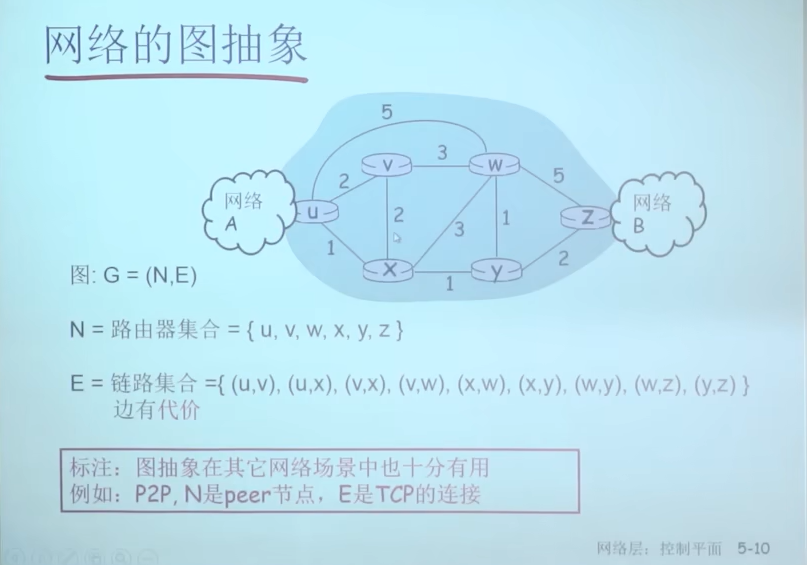 网络的图抽象
5
v
3
w
2
5
网络
A
u
2
1
z
网络
B
1
3
2
x
1
y
图: G = (N,E)
N = 路由器集合 = { u, v, w, x, y, z }
E = 链路集合 ={ (u,v), (u,x), (v,x), (v,w), (x,w), (x,y), (w,y), (w,z), (y,z) }
边有代价
标注：图抽象在其它网络场景中也十分有用
例如：P2P, N是peer节点，E是TCP的连接
网络层：控制平面 5-10